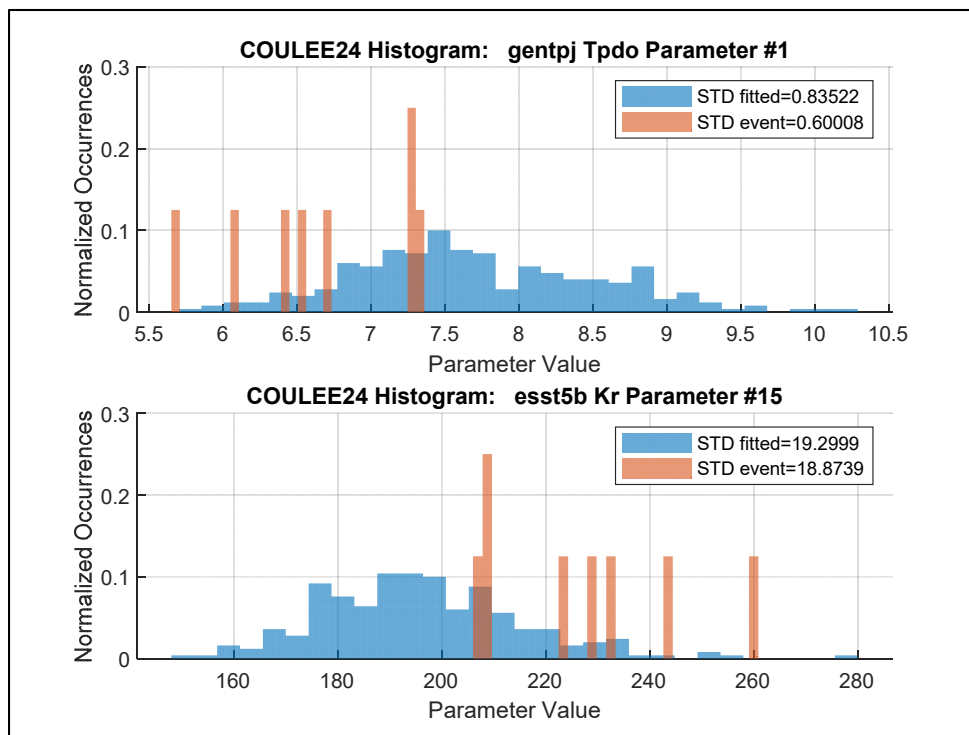 COULEE24 Histogram: gentpj Tpdo Parameter #1
0.3
0.2
0.1
0
Normalized Occurrences
STD fitted=0.83522
STD event=0.60008
5.5 6 6.5 7 7.5 8 8.5 9 9.5 10 10.5
Parameter Value
COULEE24 Histogram: esst5b Kr Parameter #15
0.3
0.2
0.1
0
Normalized Occurrences
STD fitted=19.2999
STD event=18.8739
160 180 200 220 240 260 280
Parameter Value